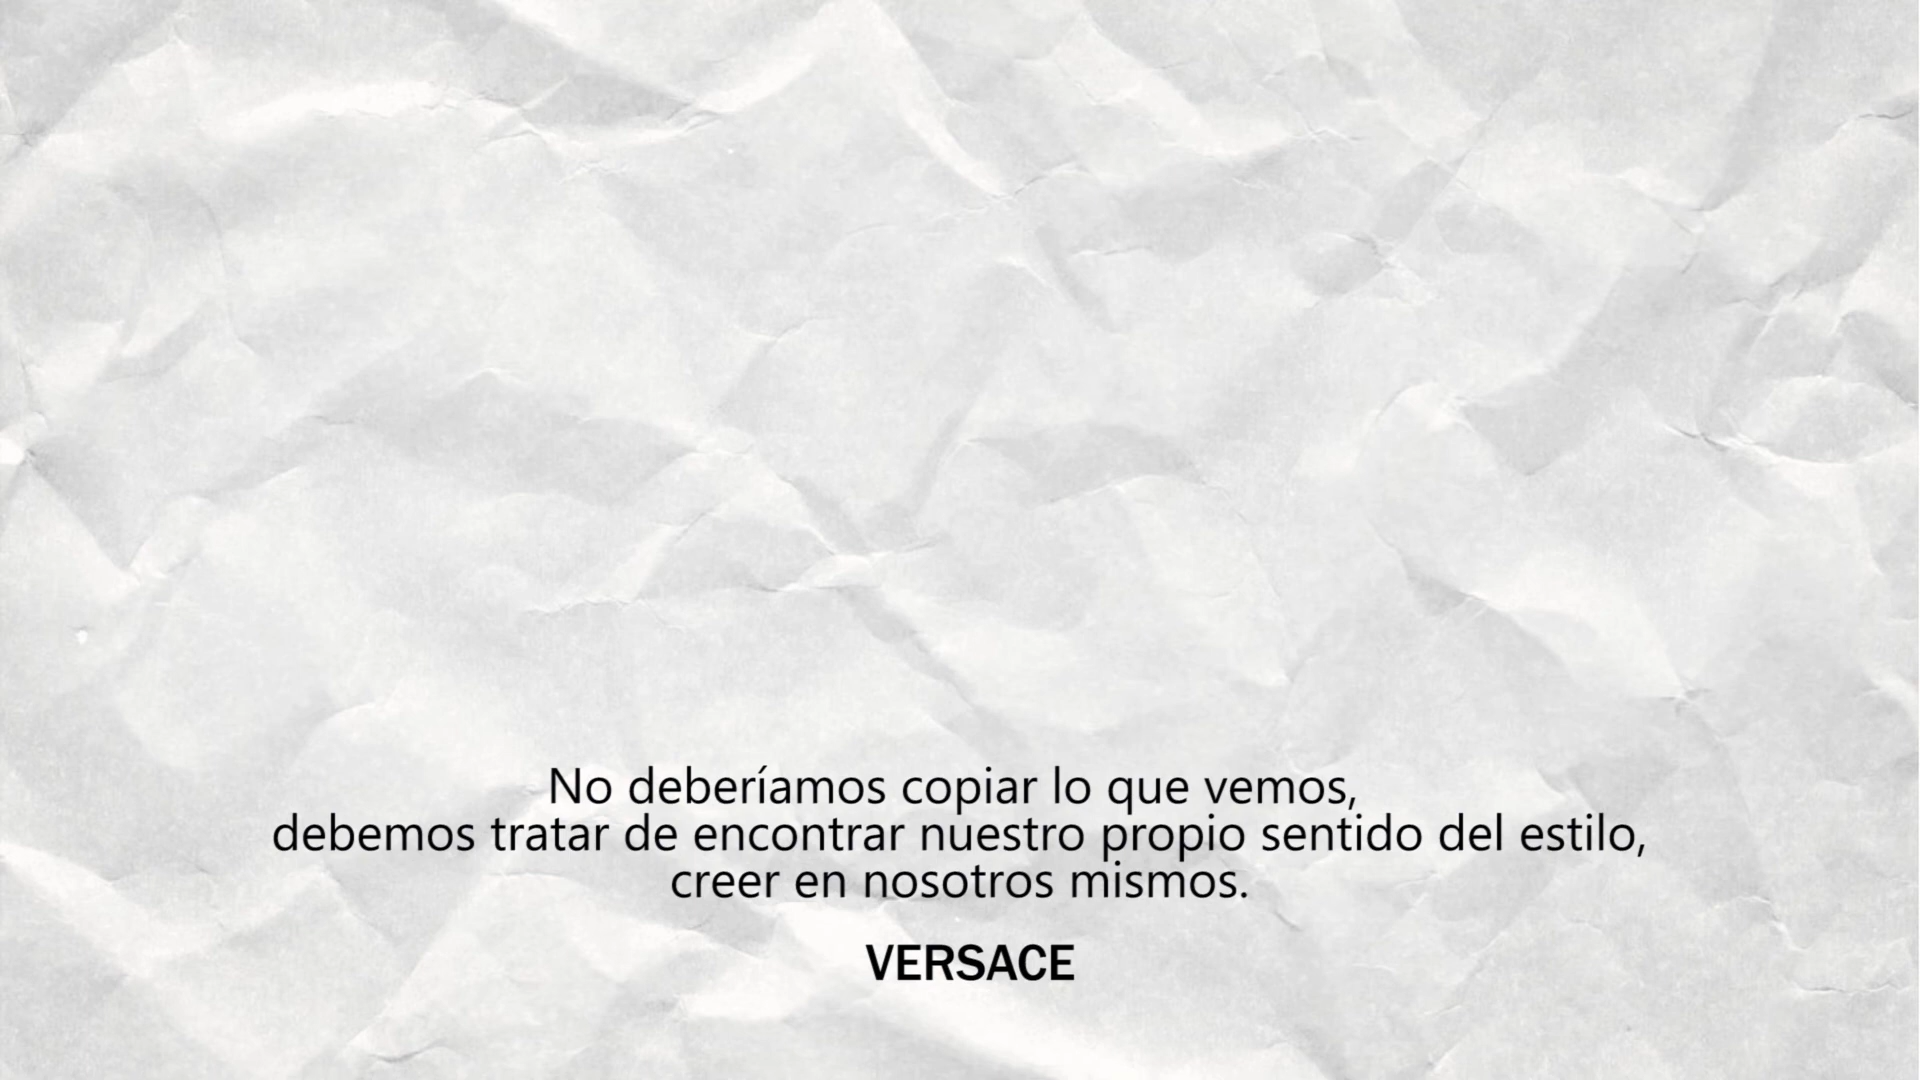 No deberíamos copiar lo que vemos,
debemos tratar de encontrar nuestro propio sentido del estilo,
creer en nosotros mismos.
VERSACE